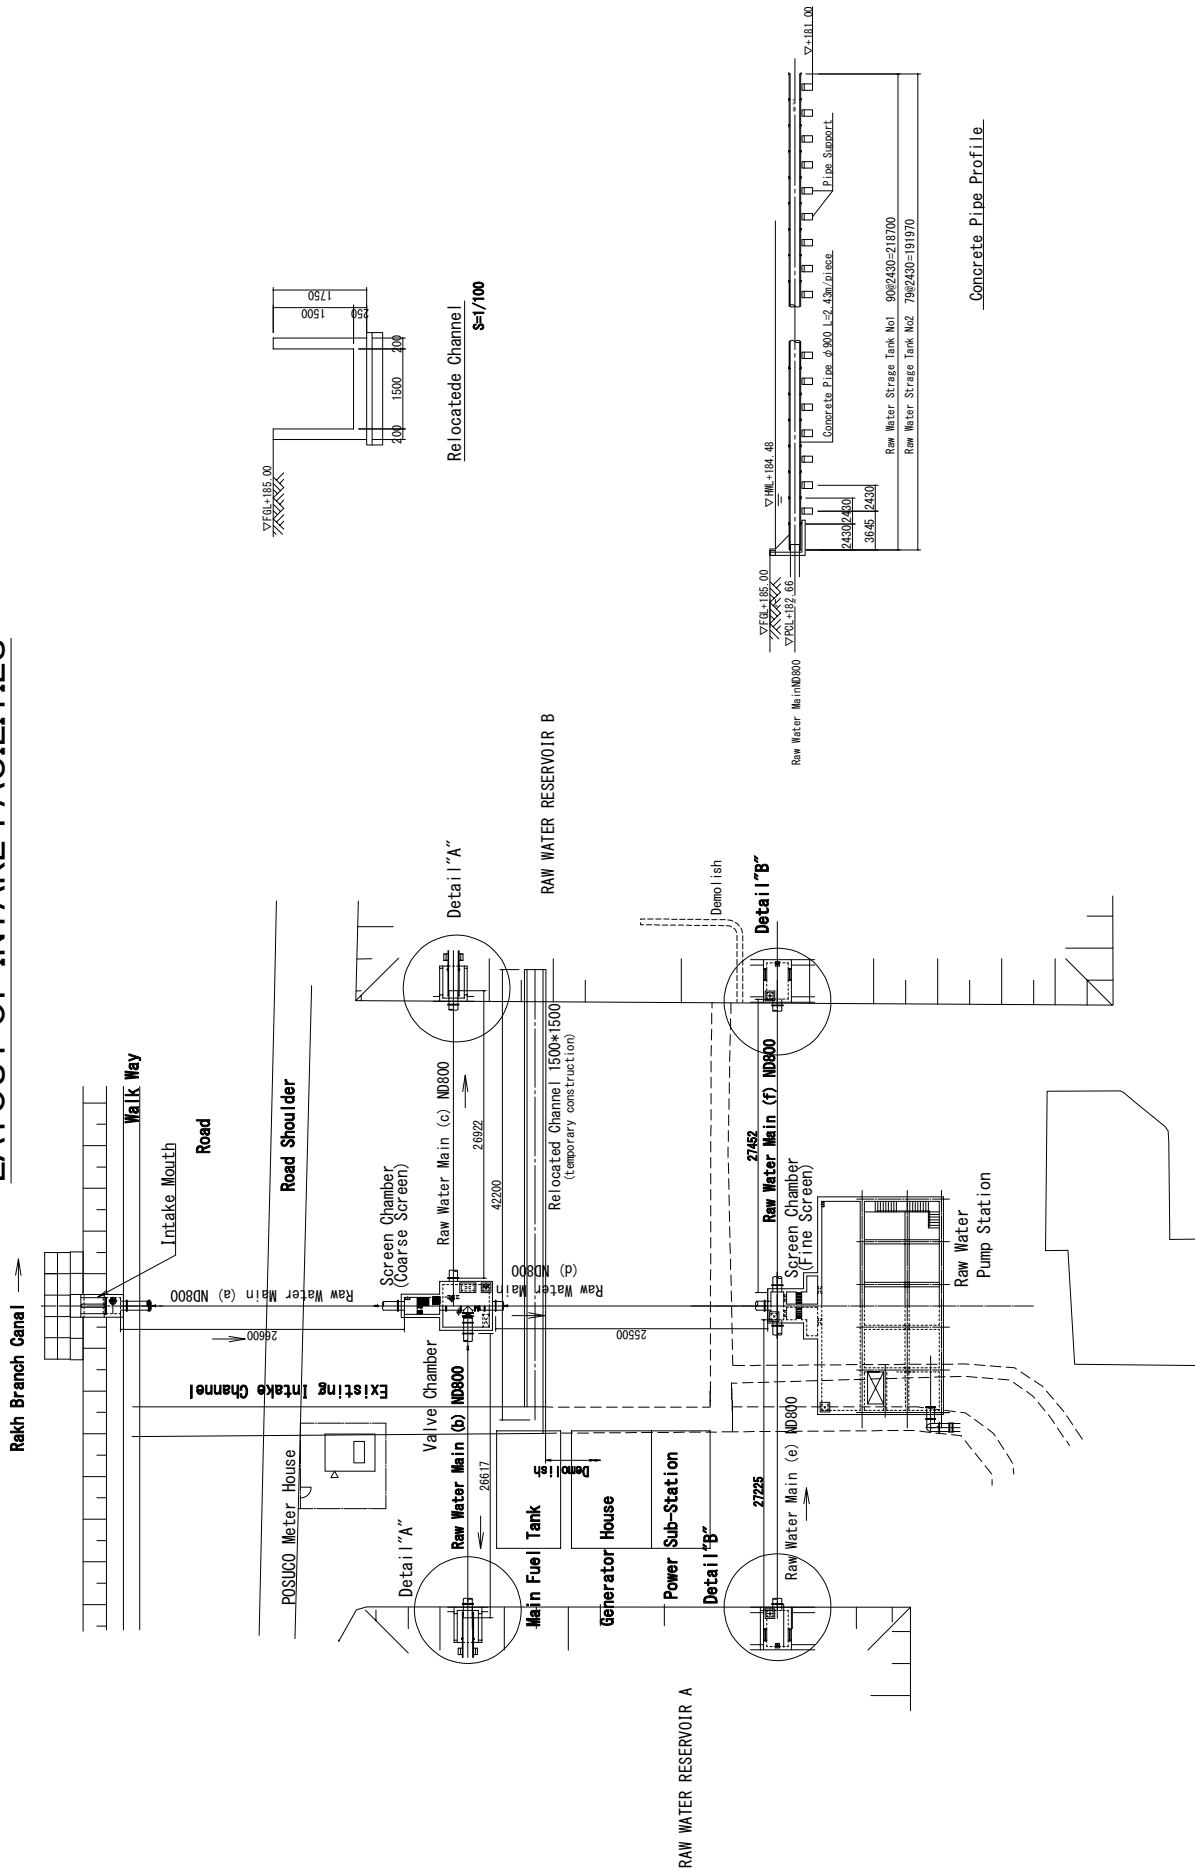 Rakh Branch Canal
Walk Way
Intake Mouth
Road
Road Shoulder
Raw Water Main (a) ND800
26600
Existing Intake Channel
POSUCO Meter House
Screen Chamber
(Coarse Screen)
Valve Chamber
Detail"A"
Raw Water Main (b) ND800
26617
Raw Water Main (c) ND800
26922
Detail"A"
42200
Relocated Channel 1500*1500
(temporary construction)
Raw Water Main
(d) ND800
25500
Demolish
Main Fuel Tank
Generator House
Power Sub-Station
Detail"B"
27225
Raw Water Main (e) ND800
27452
Raw Water Main (f) ND800
Detail"B"
Demolish
Screen Chamber
(Fine Screen)
Raw Water
Pump Station
RAW WATER RESERVOIR A
RAW WATER RESERVOIR B
▽FGL+185.00
1750
1500
250
200
1500
200
Relocatede Channel
S=1/100
▽FGL+185.00
▽PCL+182.66
Raw Water MainND800
▽HWL+184.48
▽+181.00
Concrete Pipe φ900 L=2.43m/piece
Pipe Support
2430
2430
3645
2430
Raw Water Strage Tank No1 90@2430=218700
Raw Water Strage Tank No2 79@2430=191970
Concrete Pipe Profile